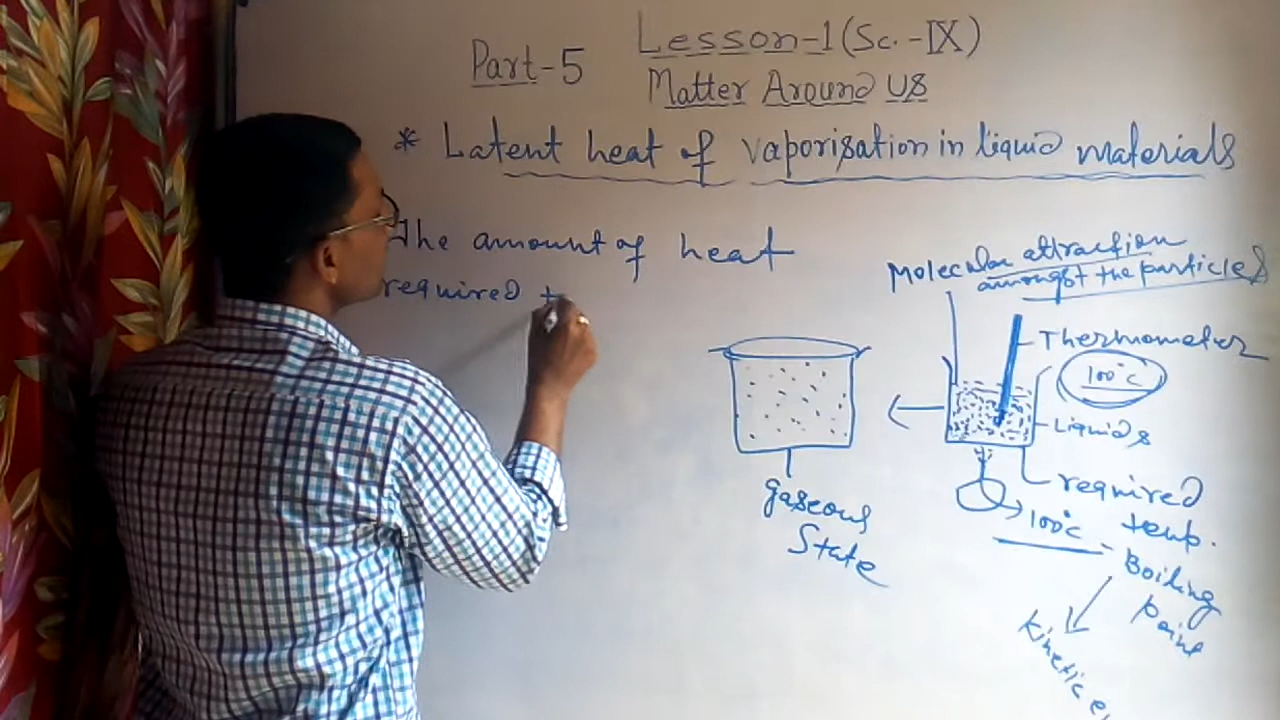 Part-5 Lesson-1 (Sc.-IX)
Matter Around us
* Latent heat of vaporisation in liquid materials
The amount of heat
required t
Molecular attraction
amongst the particles
Thermometer
100°C
Liquids
required
temp.
100°c - Boiling
point
Kinetic e
gaseous
State